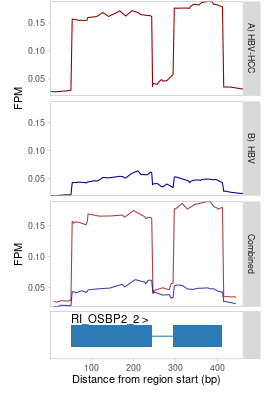 0.15
0.10
0.05
FPM
A) HBV-HCC
0.15
0.10
0.05
B) HBV
0.15
0.10
0.05
FPM
Combined
RI_OSBP2_2 >
100 200 300 400
Distance from region start (bp)